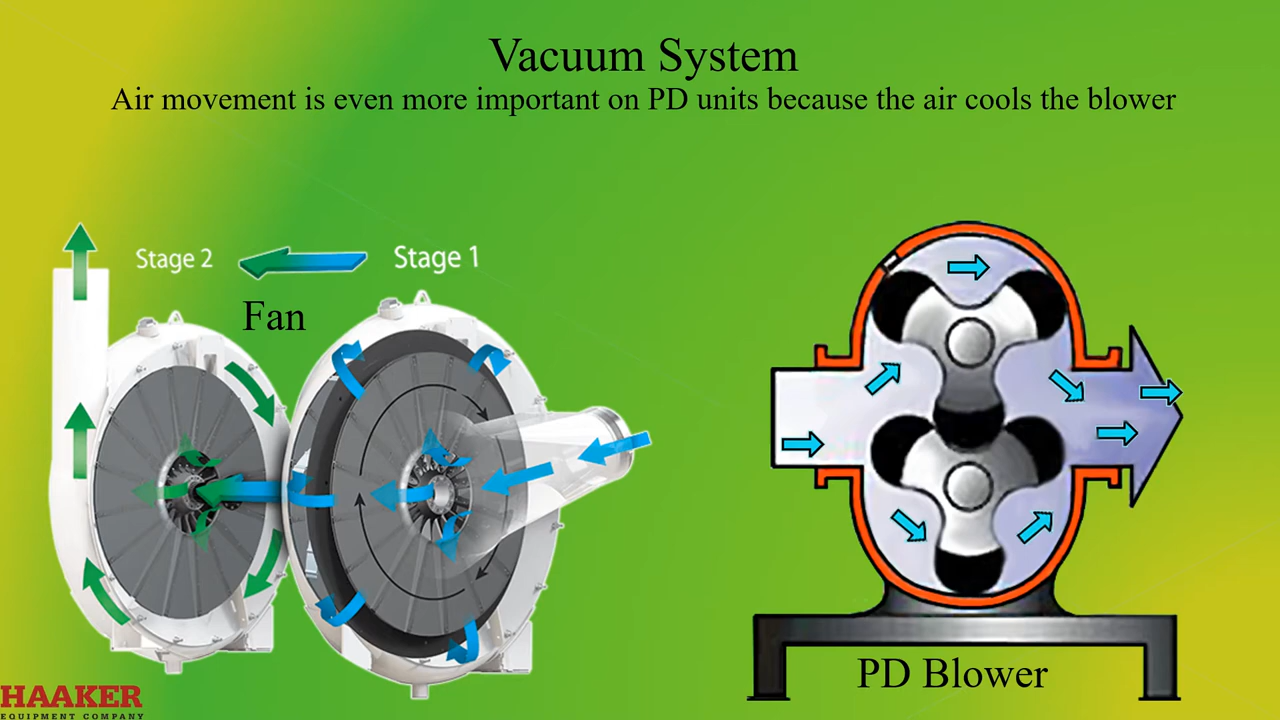 Vacuum System
Air movement is even more important on PD units because the air cools the blower
Stage 2
Stage 1
Fan
PD Blower
HAAKER
EQUIPMENT COMPANY